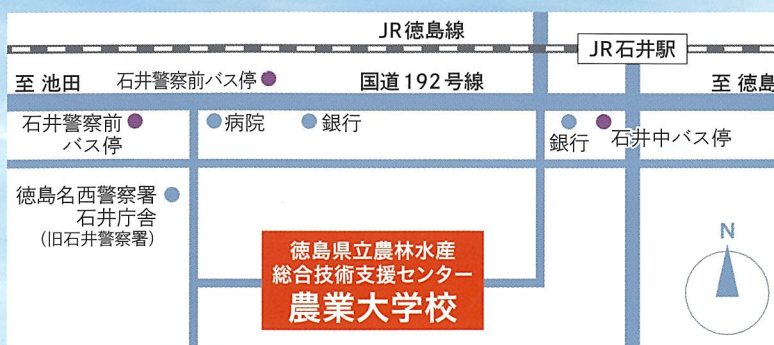 JR徳島線
JR石井駅
至 池田
石井警察前バス停
国道192号線
至 徳島
石井警察前
バス停
病院
銀行
銀行
石井中バス停
徳島名西警察署
石井庁舎
(旧石井警察署)
徳島県立農林水産
総合技術支援センター
農業大学校
N